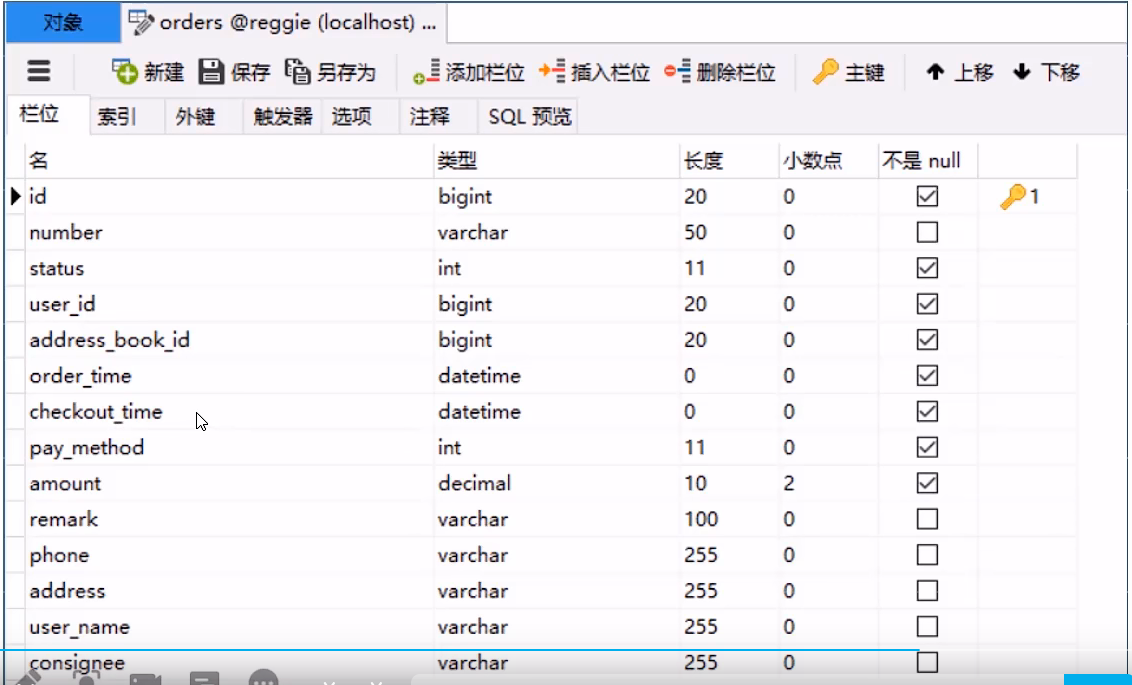 对象 orders @reggie (localhost) ...
新建 保存 另存为 添加栏位 插入栏位 删除栏位 主键 上移 下移
栏位 索引 外键 触发器 选项 注释 SQL 预览
名 类型 长度 小数点 不是 null
id bigint 20 0 1
number varchar 50 0
status int 11 0
user_id bigint 20 0
address_book_id bigint 20 0
order_time datetime 0 0
checkout_time datetime 0 0
pay_method int 11 0
amount decimal 10 2
remark varchar 100 0
phone varchar 255 0
address varchar 255 0
user_name varchar 255 0
consignee varchar 255 0